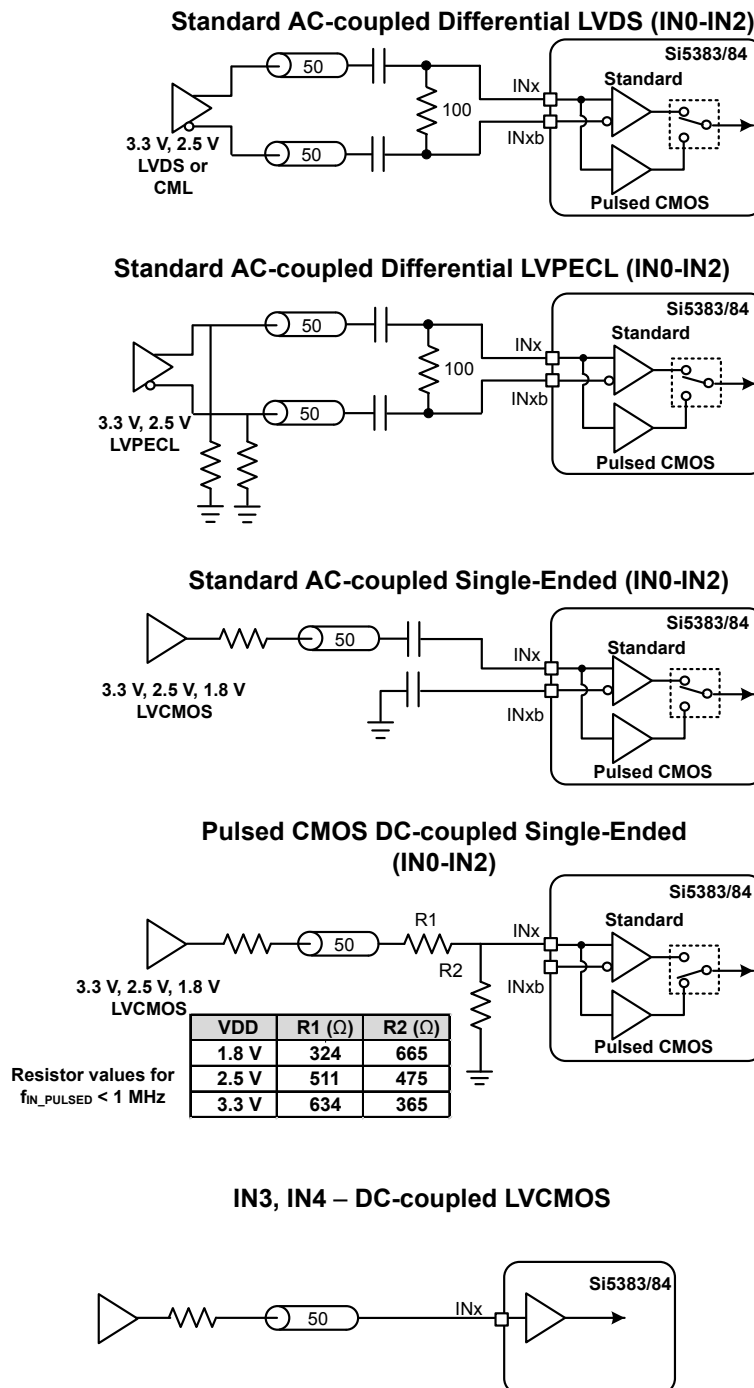 Standard AC-coupled Differential LVDS (IN0-IN2)
Si5383/84
50
INx
Standard
100
3.3 V, 2.5 V
LVDS or
CML
50
INxb
Pulsed CMOS
Standard AC-coupled Differential LVPECL (IN0-IN2)
Si5383/84
50
INx
Standard
100
3.3 V, 2.5 V
LVPECL
50
INxb
Pulsed CMOS
Standard AC-coupled Single-Ended (IN0-IN2)
Si5383/84
50
INx
Standard
3.3 V, 2.5 V, 1.8 V
LVCMOS
INxb
Pulsed CMOS
Pulsed CMOS DC-coupled Single-Ended
(IN0-IN2)
Si5383/84
R1
50
INx
Standard
R2
INxb
3.3 V, 2.5 V, 1.8 V
LVCMOS
Pulsed CMOS
VDD R1 (Ω) R2 (Ω)
1.8 V 324 665
2.5 V 511 475
3.3 V 634 365
Resistor values for
fIN_PULSED < 1 MHz
IN3, IN4 – DC-coupled LVCMOS
Si5383/84
50
INx